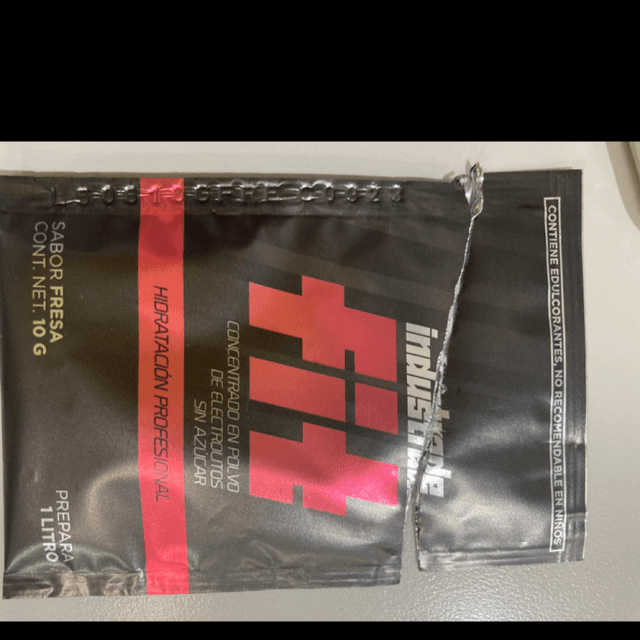 CONTIENE EDULCORANTES, NO RECOMENDABLE EN NIÑOS
fit
CONCENTRADO EN POLVO
DE ELECTROLITOS
SIN AZÚCAR
HIDRATACIÓN PROFESIONAL
SABOR FRESA
CONT. NET. 10 G
PREPARA
1 LITRO